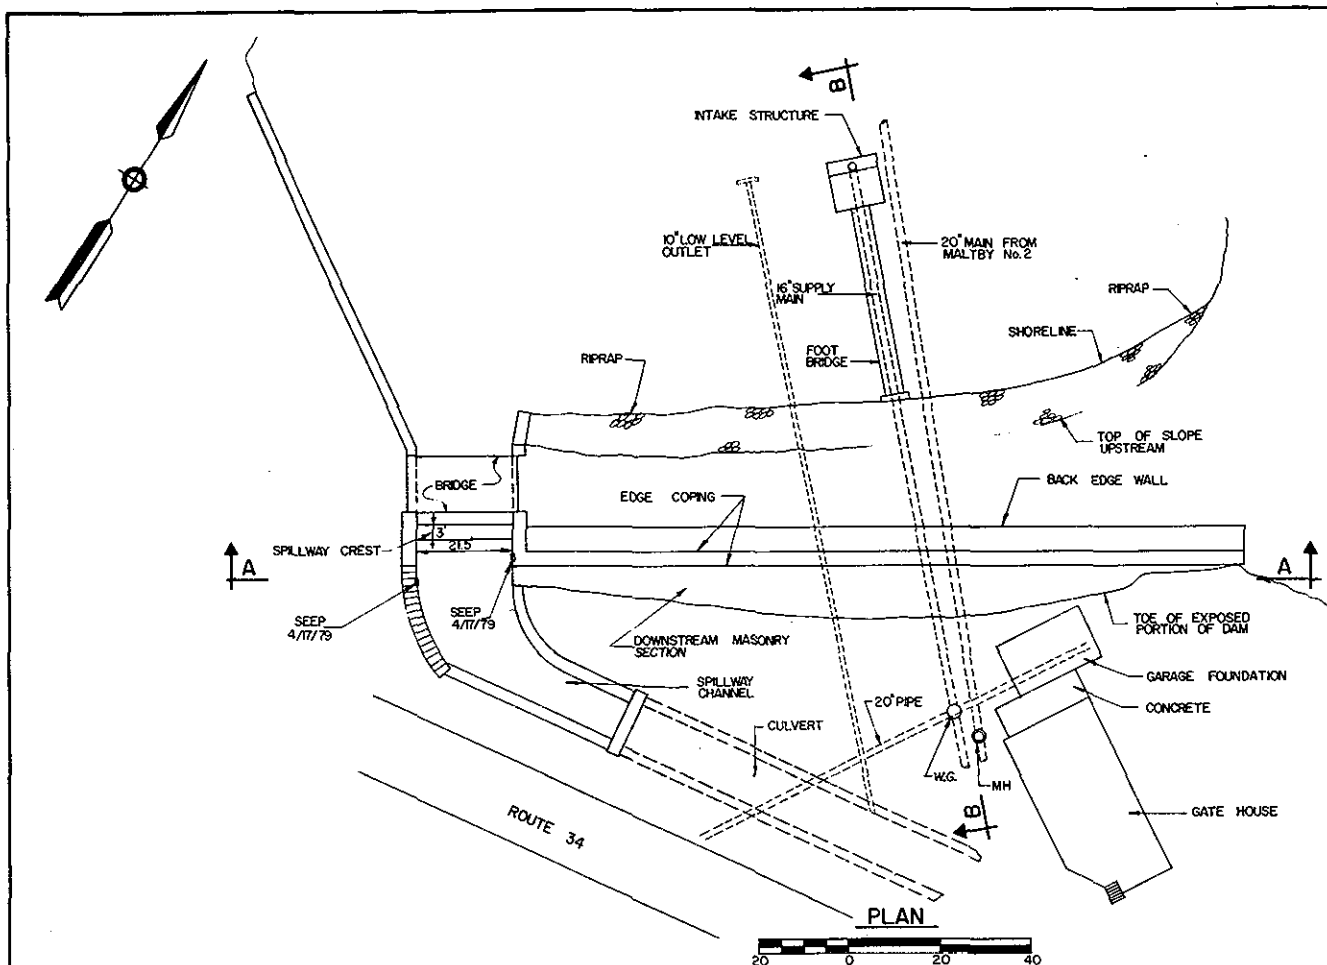 B
INTAKE STRUCTURE
10" LOW LEVEL
OUTLET
20" MAIN FROM
MALTBY No. 2
16" SUPPLY
MAIN
RIPRAP
SHORELINE
FOOT
BRIDGE
RIPRAP
TOP OF SLOPE
UPSTREAM
BRIDGE
EDGE COPING
BACK EDGE WALL
3'
SPILLWAY CREST
21.5'
A
A
SEEP
4/17/79
SEEP
4/17/79
DOWNSTREAM MASONRY
SECTION
TOE OF EXPOSED
PORTION OF DAM
SPILLWAY
CHANNEL
GARAGE FOUNDATION
20" PIPE
CONCRETE
CULVERT
W.G.
MH
B
GATE HOUSE
ROUTE 34
PLAN
20 0 20 40